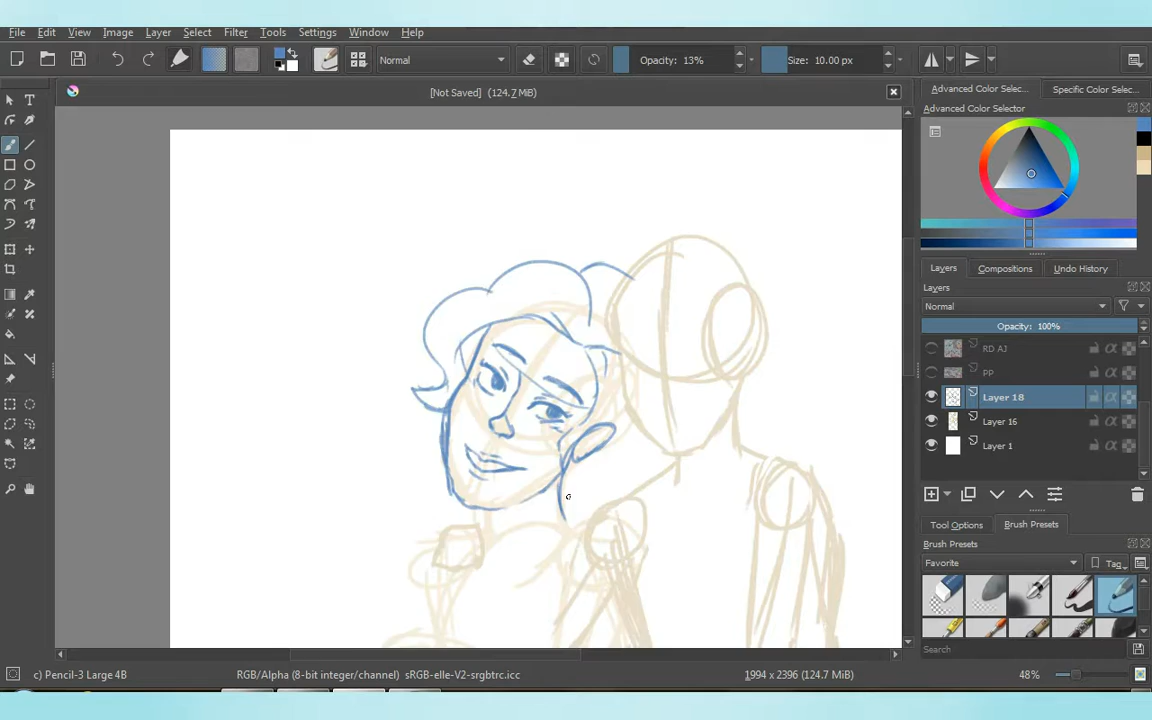 File Edit View Image Layer Select Filter Tools Settings Window Help
Normal Opacity: 13% Size: 10.00 px
[Not Saved] (124.7 MiB)
Advanced Color Selec... Specific Color Selec...
Advanced Color Selector
Layers Compositions Undo History
Layers
Normal
Opacity: 100%
RD AJ
PP
Layer 18
Layer 16
Layer 1
Tool Options Brush Presets
Brush Presets
Favorite Tag
Search
c) Pencil-3 Large 4B RGB/Alpha (8-bit integer/channel) sRGB-elle-V2-srgbtrc.icc 1994 x 2396 (124.7 MiB) 48%